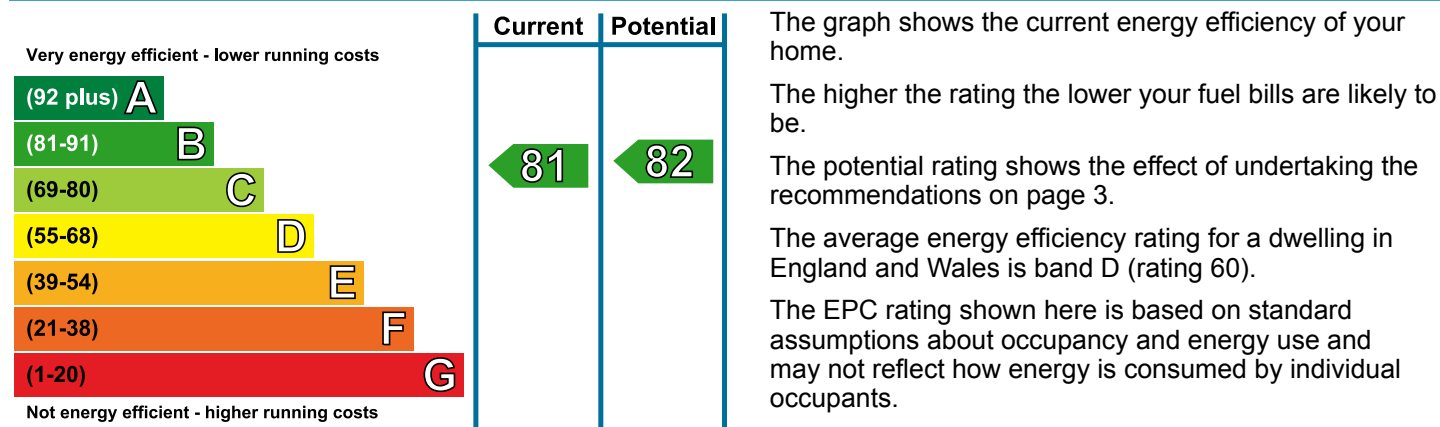 Current Potential
Very energy efficient - lower running costs
(92 plus) A
(81-91) B
(69-80) C
(55-68) D
(39-54) E
(21-38) F
(1-20) G
Not energy efficient - higher running costs
81 82
The graph shows the current energy efficiency of your
home.
The higher the rating the lower your fuel bills are likely to
be.
The potential rating shows the effect of undertaking the
recommendations on page 3.
The average energy efficiency rating for a dwelling in
England and Wales is band D (rating 60).
The EPC rating shown here is based on standard
assumptions about occupancy and energy use and
may not reflect how energy is consumed by individual
occupants.